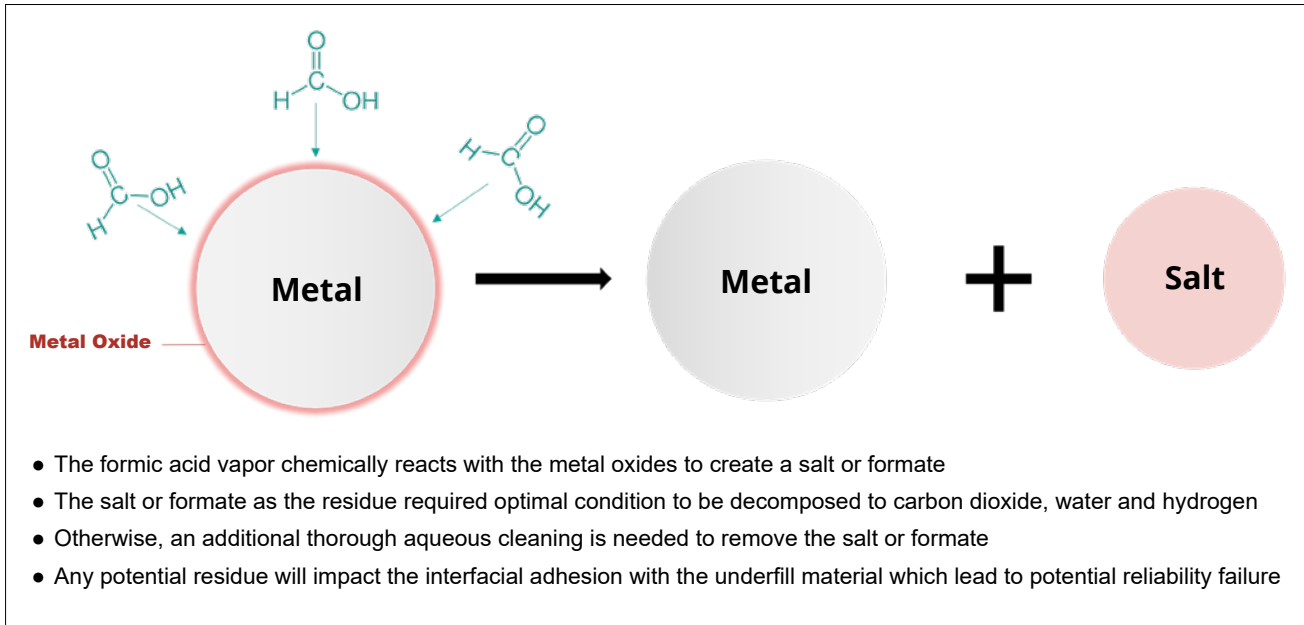 O
C
H
OH
O
C
OH
H
H
O
C
OH
Metal
Metal
Salt
Metal Oxide
● The formic acid vapor chemically reacts with the metal oxides to create a salt or formate
● The salt or formate as the residue required optimal condition to be decomposed to carbon dioxide, water and hydrogen
● Otherwise, an additional thorough aqueous cleaning is needed to remove the salt or formate
● Any potential residue will impact the interfacial adhesion with the underfill material which lead to potential reliability failure